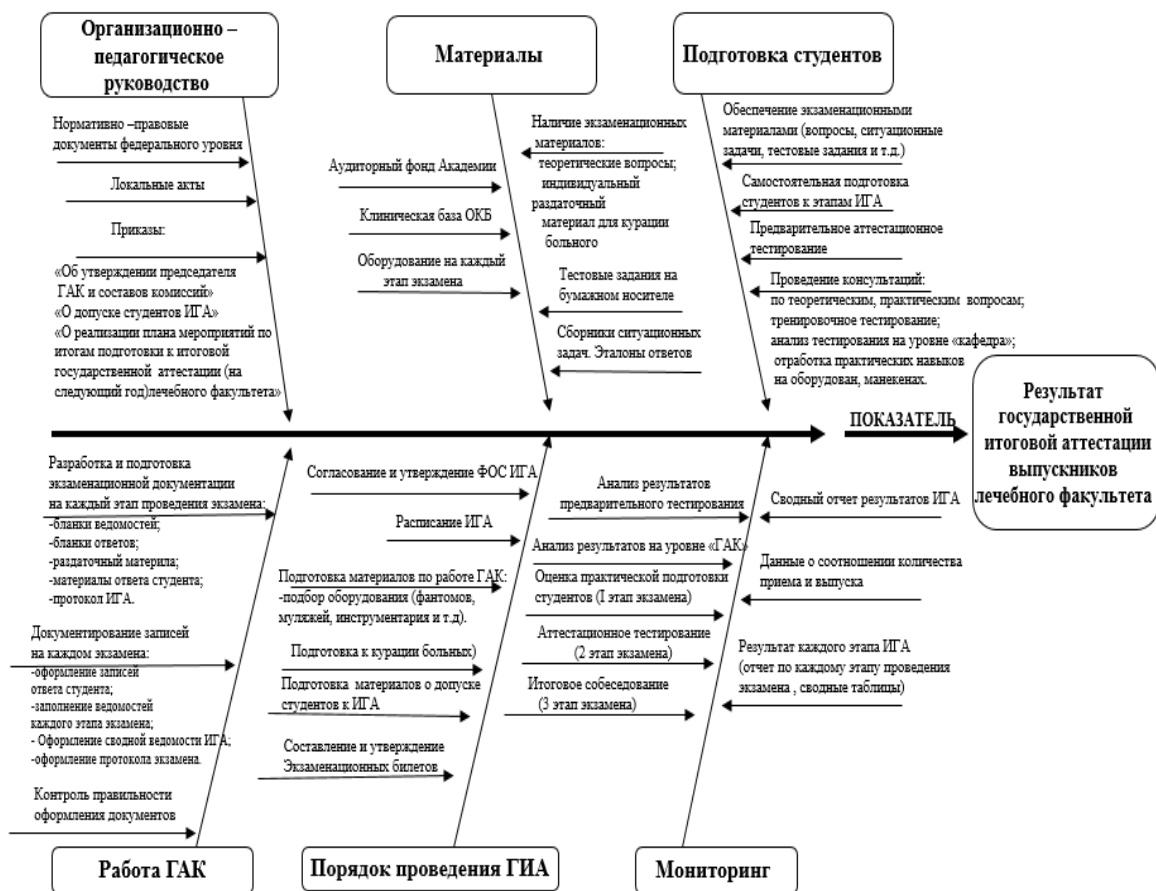 Организационно –
педагогическое
руководство
Материалы
Подготовка студентов
Нормативно –правовые
документы федерального уровня
Локальные акты
Приказы:
«Об утверждении председателя
ГАК и составов комиссий»
«О допуске студентов ИГА»
«О реализации плана мероприятий по
итогам подготовки к итоговой
государственной аттестации (на
следующий год)лечебного факультета»
Аудиторный фонд Академии
Клиническая база ОКБ
Оборудование на каждый
этап экзамена
Наличие экзаменационных
материалов:
теоретические вопросы;
индивидуальный
раздаточный
материал для курации
больного
Тестовые задания на
бумажном носителе
Сборники ситуационных
задач. Эталоны ответов
Обеспечение экзаменационными
материалами (вопросы, ситуационные
задачи, тестовые задания и т.д.)
Самостоятельная подготовка
студентов к этапам ИГА
Предварительное аттестационное
тестирование
Проведение консультаций:
по теоретическим, практическим вопросам;
тренировочное тестирование;
анализ тестирования на уровне «кафедра»;
отработка практических навыков
на оборудован, манекенах.
ПОКАЗАТЕЛЬ
Результат
государственной
итоговой аттестации
выпускников
лечебного факультета
Разработка и подготовка
экзаменационной документации
на каждый этап проведения экзамена:
-бланки ведомостей;
-бланки ответов;
-раздаточный материла;
-материалы ответа студента;
-протокол ИГА.
Документирование записей
на каждом экзамена:
-оформление записей
ответа студента;
-заполнение ведомостей
каждого этапа экзамена;
- Оформление сводной ведомости ИГА;
-оформление протокола экзамена.
Контроль правильности
оформления документов
Согласование и утверждение ФОС ИГА
Расписание ИГА
Подготовка материалов по работе ГАК:
-подбор оборудования (фантомов,
муляжей, инструментария и т.д).
Подготовка к курации больных)
Подготовка материалов о допуске
студентов к ИГА
Составление и утверждение
Экзаменационных билетов
Анализ результатов
предварительного тестирования
Анализ результатов на уровне «ГАК»
Оценка практической подготовки
студентов (I этап экзамена)
Аттестационное тестирование
(2 этап экзамена)
Итоговое собеседование
(3 этап экзамена)
Сводный отчет результатов ИГА
Данные о соотношении количества
приема и выпуска
Результат каждого этапа ИГА
(отчет по каждому этапу проведения
экзамена , сводные таблицы)
Работа ГАК
Порядок проведения ГИА
Мониторинг